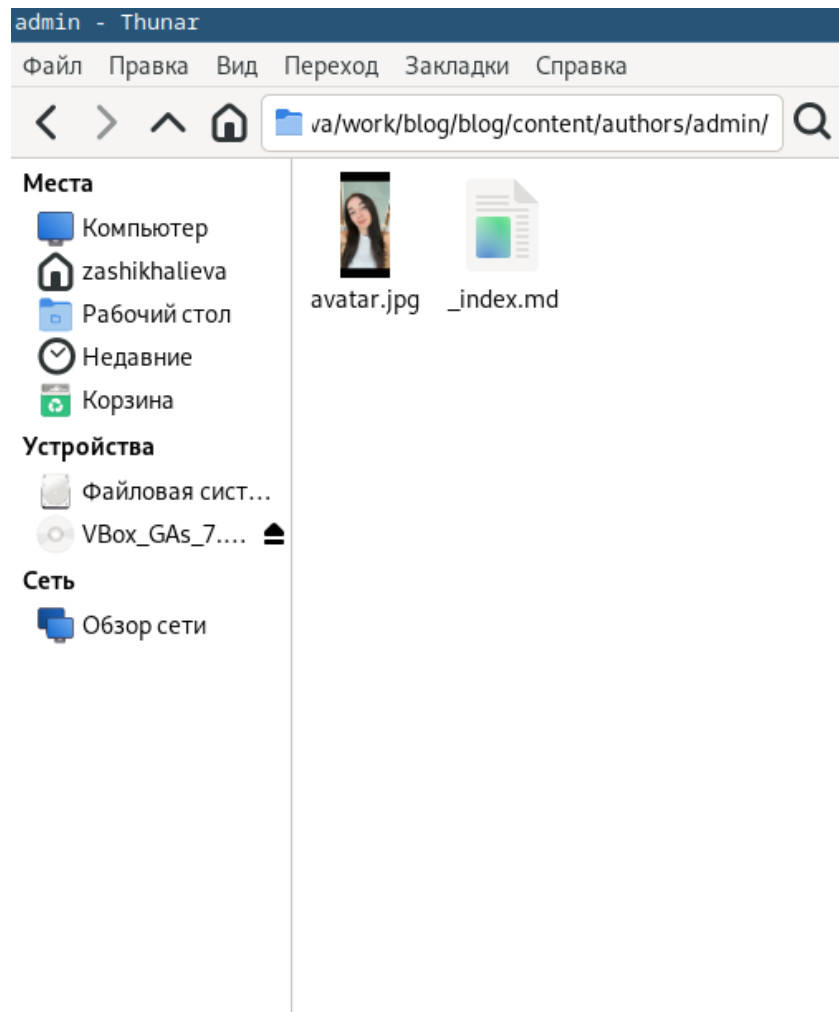 admin - Thunar
Файл Правка Вид Переход Закладки Справка
va/work/blog/blog/content/authors/admin/
Места
Компьютер
zashikhalieva
Рабочий стол
Недавние
Корзина
Устройства
Файловая сист...
VBox_GAs_7....
Сеть
Обзор сети
avatar.jpg _index.md